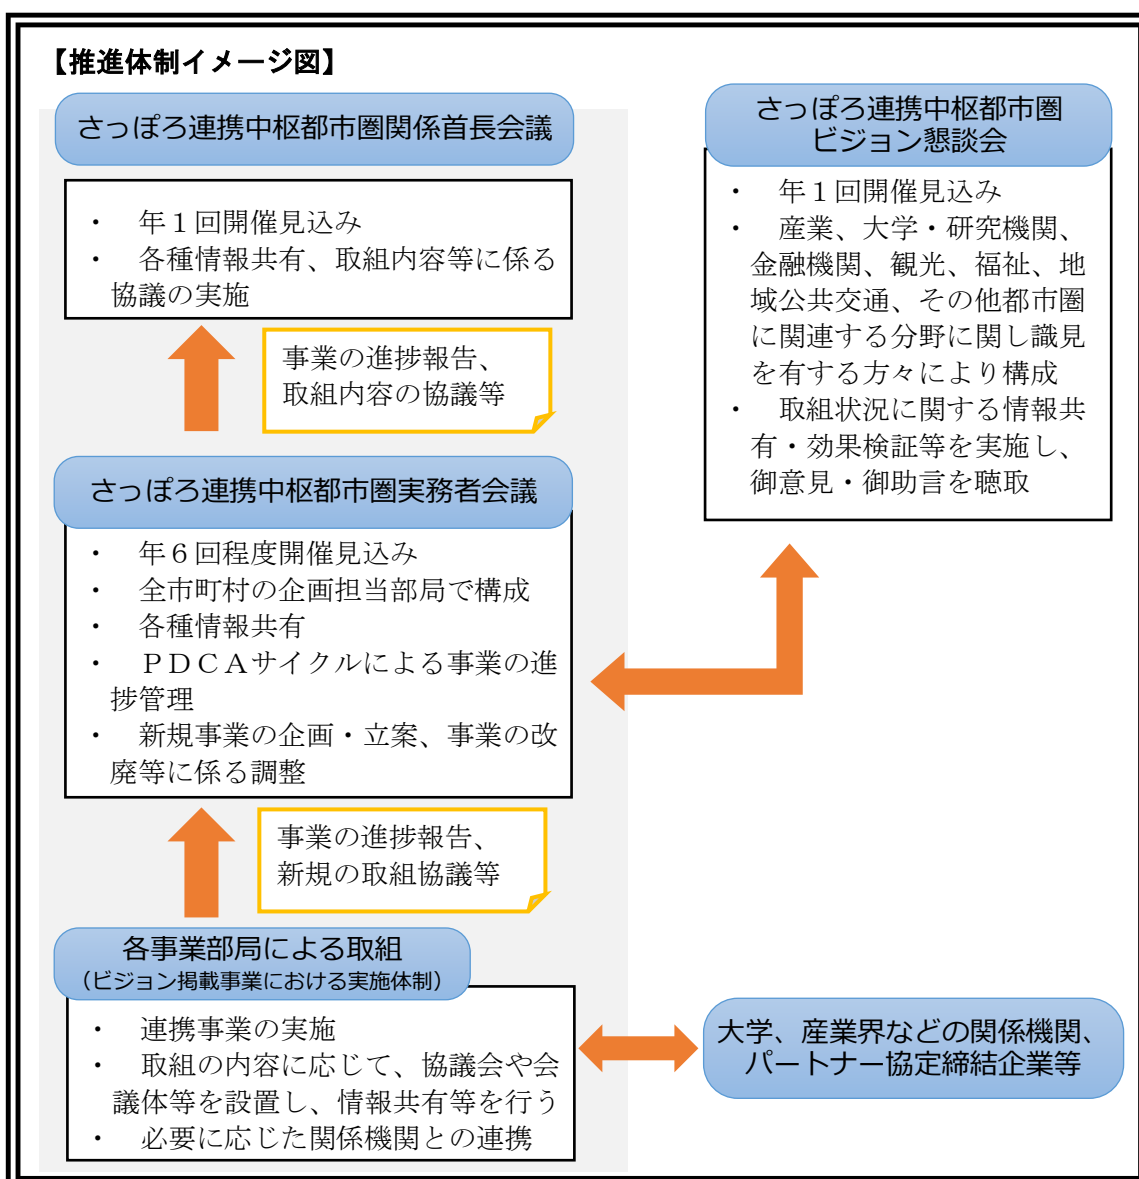 【推進体制イメージ図】
さっぽろ連携中枢都市圏関係首長会議
・　年１回開催見込み
・　各種情報共有、取組内容等に係る
協議の実施
事業の進捗報告、
取組内容の協議等
さっぽろ連携中枢都市圏実務者会議
・　年６回程度開催見込み
・　全市町村の企画担当部局で構成
・　各種情報共有
・　ＰＤＣＡサイクルによる事業の進
捗管理
・　新規事業の企画・立案、事業の改
廃等に係る調整
事業の進捗報告、
新規の取組協議等
各事業部局による取組
（ビジョン掲載事業における実施体制）
・　連携事業の実施
・　取組の内容に応じて、協議会や会
議体等を設置し、情報共有等を行う
・　必要に応じた関係機関との連携
さっぽろ連携中枢都市圏
ビジョン懇談会
・　年１回開催見込み
・　産業、大学・研究機関、
金融機関、観光、福祉、地
域公共交通、その他都市圏
に関連する分野に関し識見
を有する方々により構成
・　取組状況に関する情報共
有・効果検証等を実施し、
御意見・御助言を聴取
大学、産業界などの関係機関、
パートナー協定締結企業等